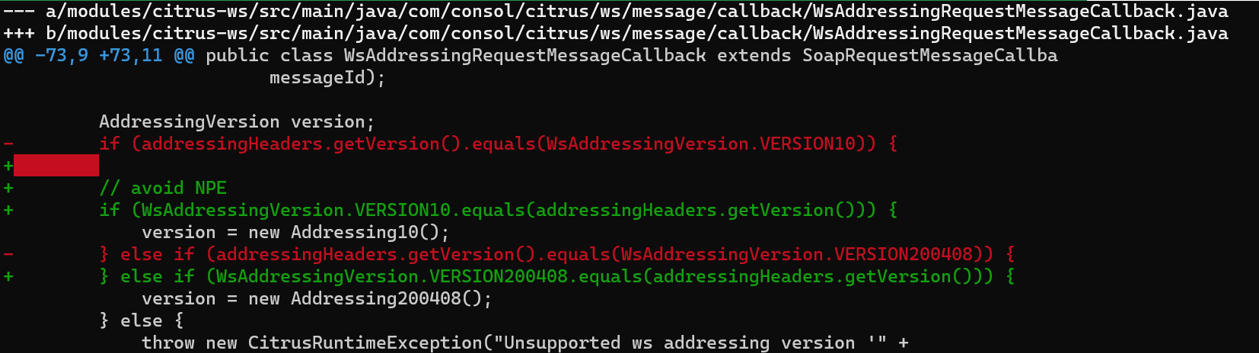 --- a/modules/citrus-ws/src/main/java/com/consol/citrus/ws/message/callback/WsAddressingRequestMessageCallback.java
+++ b/modules/citrus-ws/src/main/java/com/consol/citrus/ws/message/callback/WsAddressingRequestMessageCallback.java
@@ -73,9 +73,11 @@ public class WsAddressingRequestMessageCallback extends SoapRequestMessageCallba
                         messageId);

         AddressingVersion version;
-        if (addressingHeaders.getVersion().equals(WsAddressingVersion.VERSION10)) {
+
+        // avoid NPE
+        if (WsAddressingVersion.VERSION10.equals(addressingHeaders.getVersion())) {
             version = new Addressing10();
-        } else if (addressingHeaders.getVersion().equals(WsAddressingVersion.VERSION200408)) {
+        } else if (WsAddressingVersion.VERSION200408.equals(addressingHeaders.getVersion())) {
             version = new Addressing200408();
         } else {
             throw new CitrusRuntimeException("Unsupported ws addressing version '" +